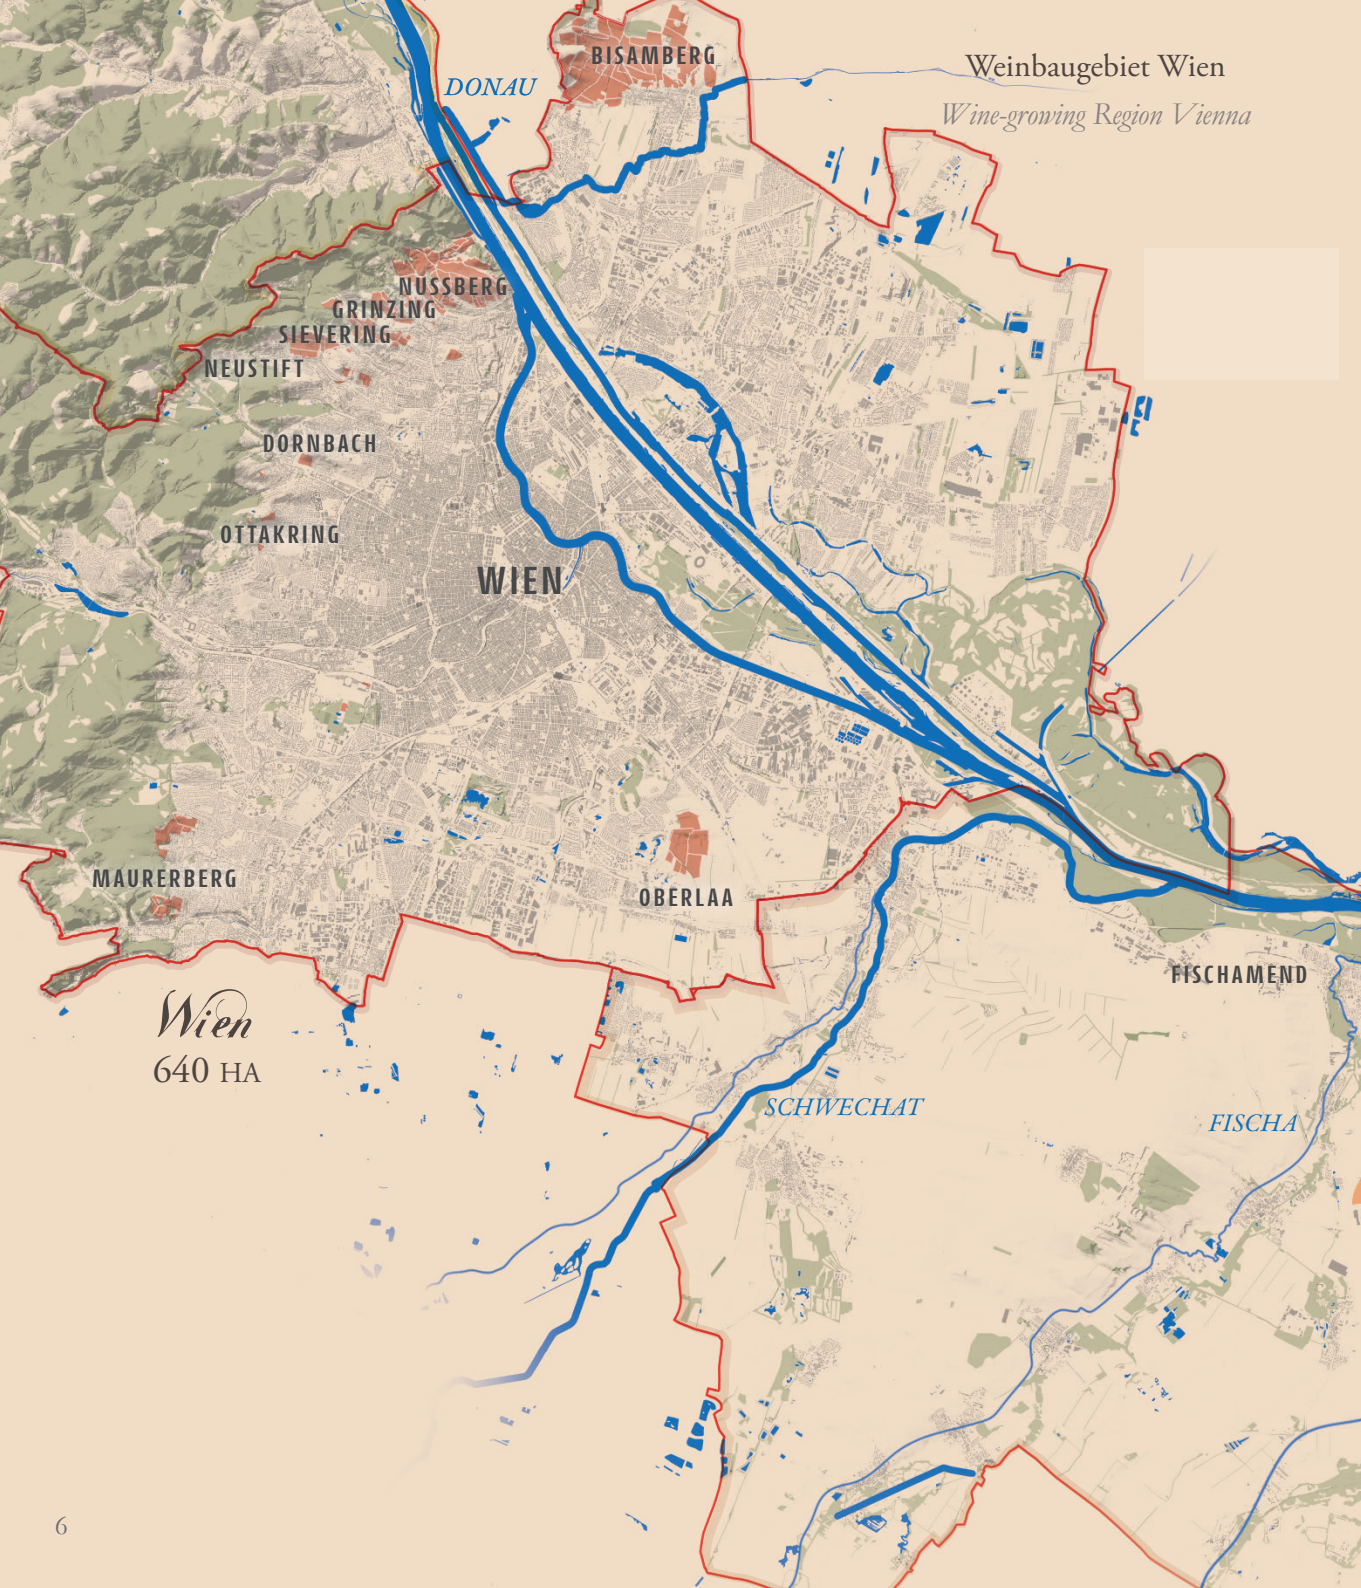 BISAMBERG
Weinbaugebiet Wien
DONAU
Wine-growing Region Vienna
NUSSBERG
GRINZING
SIEVERING
NEUSTIFT
DORNBACH
OTTAKRING
WIEN
MAURERBERG
OBERLAA
FISCHAMEND
Wien
640 HA
SCHWECHAT
FISCHA
6